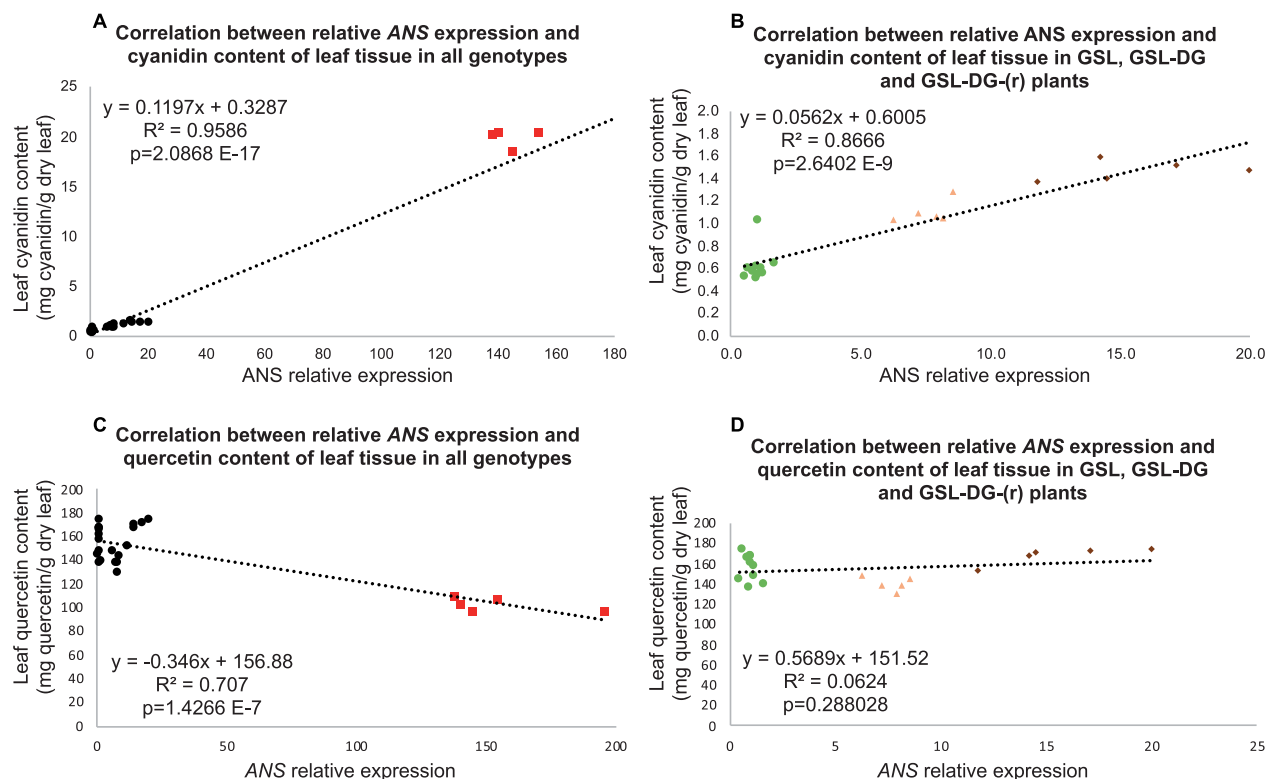 A
Correlation between relative ANS expression and
cyanidin content of leaf tissue in all genotypes
y = 0.1197x + 0.3287
R² = 0.9586
p=2.0868 E-17
Leaf cyanidin content
(mg cyanidin/g dry leaf)
25
20
15
10
5
0
0 20 40 60 80 100 120 140 160 180
ANS relative expression
B
Correlation between relative ANS expression and
cyanidin content of leaf tissue in GSL, GSL-DG
and GSL-DG-(r) plants
y = 0.0562x + 0.6005
R² = 0.8666
p=2.6402 E-9
Leaf cyanidin content
(mg cyanidin/g dry leaf)
2.0
1.8
1.6
1.4
1.2
1.0
0.8
0.6
0.4
0.2
0.0
0.0 5.0 10.0 15.0 20.0
ANS relative expression
C
Correlation between relative ANS expression and
quercetin content of leaf tissue in all genotypes
Leaf quercetin content
(mg quercetin/g dry leaf)
200
180
160
140
120
100
80
60
40
20
0
y = -0.346x + 156.88
R² = 0.707
p=1.4266 E-7
0 50 100 150 200
ANS relative expression
D
Correlation between relative ANS expression and
quercetin content of leaf tissue in GSL, GSL-DG
and GSL-DG-(r) plants
Leaf quercetin content
(mg quercetin/g dry leaf)
200
180
160
140
120
100
80
60
40
20
0
y = 0.5689x + 151.52
R² = 0.0624
p=0.288028
0 5 10 15 20 25
ANS relative expression